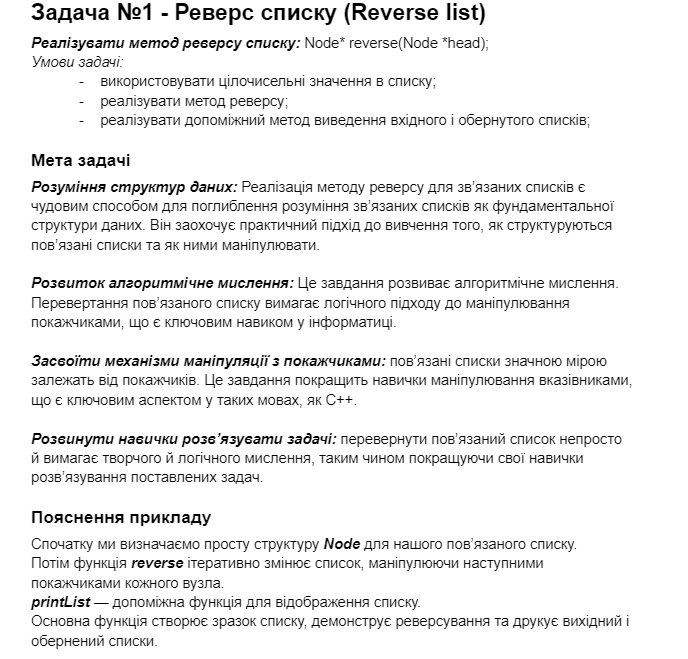 Задача №1 - Реверс списку (Reverse list)
Реалізувати метод реверсу списку: Node* reverse(Node *head);
Умови задачі:
- використовувати цілочисельні значення в списку;
- реалізувати метод реверсу;
- реалізувати допоміжний метод виведення вхідного і обернутого списків;
Мета задачі
Розуміння структур даних: Реалізація методу реверсу для зв’язаних списків є
чудовим способом для поглиблення розуміння зв’язаних списків як фундаментальної
структури даних. Він заохочує практичний підхід до вивчення того, як структуруються
пов’язані списки та як ними маніпулювати.
Розвиток алгоритмічне мислення: Це завдання розвиває алгоритмічне мислення.
Перевертання пов’язаного списку вимагає логічного підходу до маніпулювання
покажчиками, що є ключовим навиком у інформатиці.
Засвоїти механізми маніпуляції з покажчиками: пов’язані списки значною мірою
залежать від покажчиків. Це завдання покращить навички маніпулювання вказівниками,
що є ключовим аспектом у таких мовах, як C++.
Розвинути навички розв’язувати задачі: перевернути пов’язаний список непросто
й вимагає творчого й логічного мислення, таким чином покращуючи свої навички
розв’язування поставлених задач.
Пояснення прикладу
Спочатку ми визначаємо просту структуру Node для нашого пов’язаного списку.
Потім функція reverse ітеративно змінює список, маніпулюючи наступними
покажчиками кожного вузла.
printList — допоміжна функція для відображення списку.
Основна функція створює зразок списку, демонструє реверсування та друкує вихідний і
обернений списки.